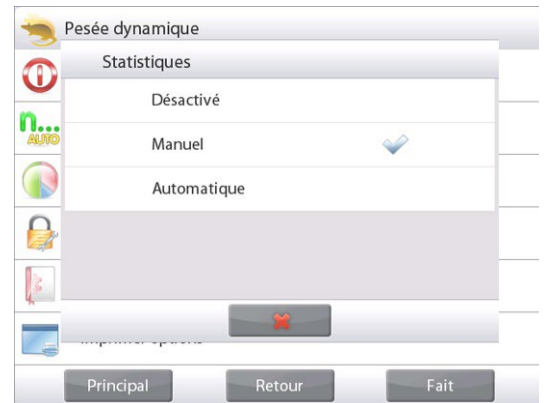 Pesée dynamique
Statistiques
Désactivé
n...
AUTO
Manuel
Automatique
Principal
Retour
Fait